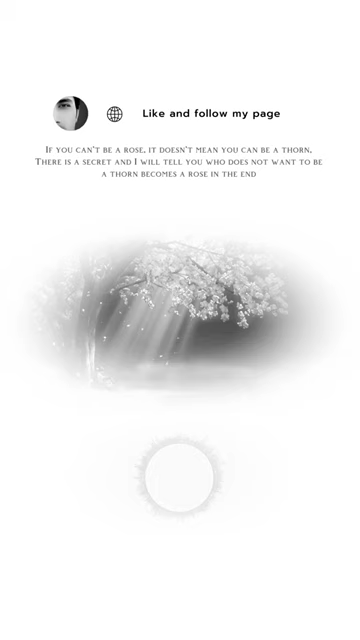 Like and follow my page
If you can't be a rose, it doesn't mean you can be a thorn,
There is a secret and I will tell you who does not want to be
a thorn becomes a rose in the end